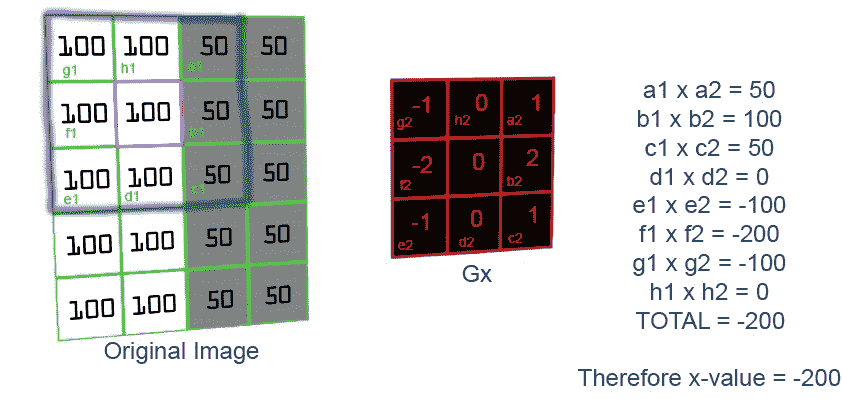 100 100 50 50
g1 h1 a1
100 100 50 50
f1 b1
100 100 50 50
e1 d1 c1
100 100 50 50
100 100 50 50
Original Image
-1 0 1
g2 h2 a2
-2 0 2
f2 b2
-1 0 1
e2 d2 c2
Gx
a1 x a2 = 50
b1 x b2 = 100
c1 x c2 = 50
d1 x d2 = 0
e1 x e2 = -100
f1 x f2 = -200
g1 x g2 = -100
h1 x h2 = 0
TOTAL = -200
Therefore x-value = -200